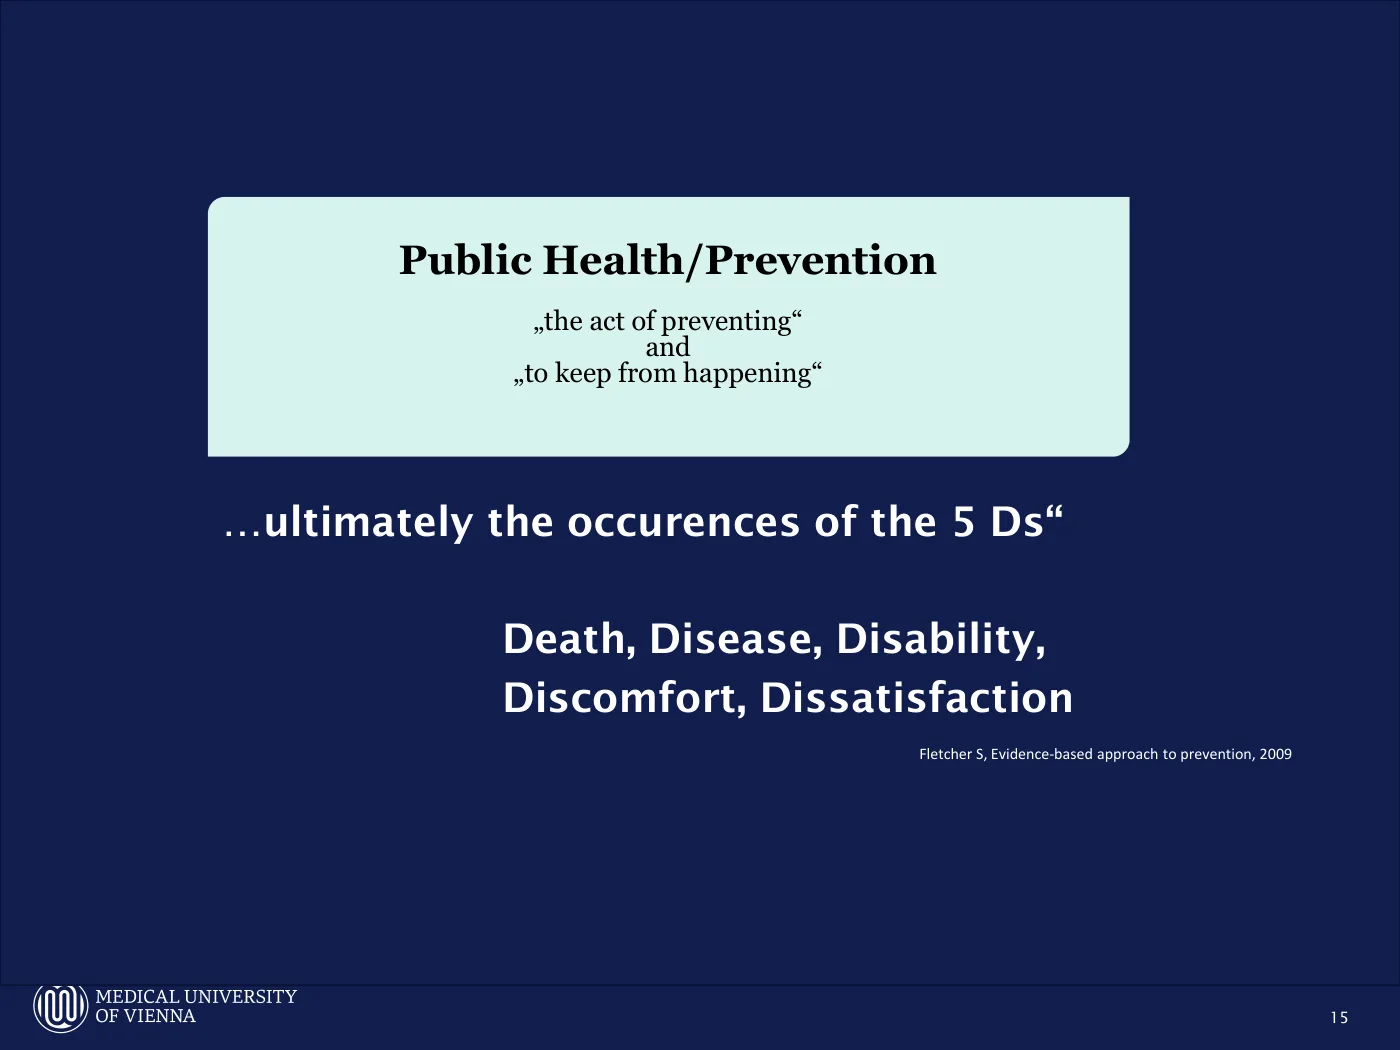 Public Health/Prevention
„the act of preventing“
and
„to keep from happening“
…ultimately the occurences of the 5 Ds“
Death, Disease, Disability,
Discomfort, Dissatisfaction
Fletcher S, Evidence-based approach to prevention, 2009
MEDICAL UNIVERSITY
OF VIENNA
15